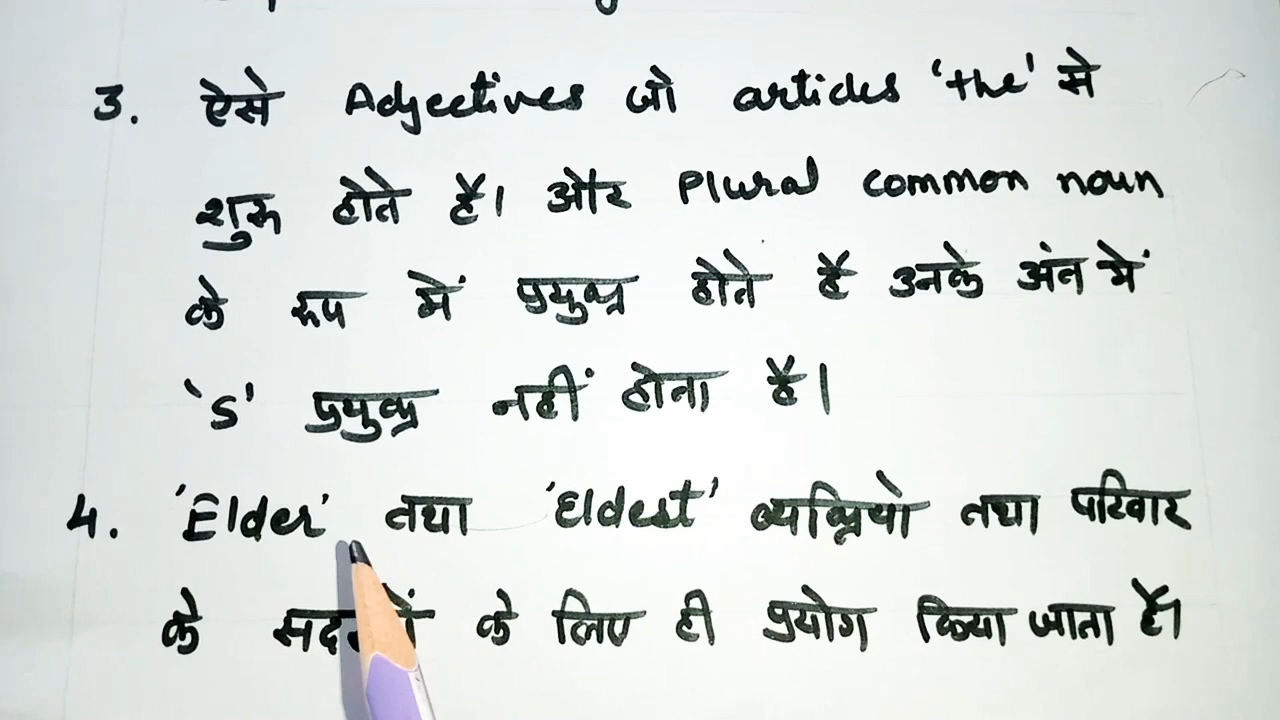 3. ऐसे Adjectives जो articles 'the' से
शुरू होते हैं। और Plural common noun
के रूप में प्रयुक्त होते हैं उनके अंत में
'S' प्रयुक्त नहीं होता है।
4. 'Elder' तथा 'Eldest' व्यक्तियो तथा परिवार
के सदस्यों के लिए ही प्रयोग किया जाता है।